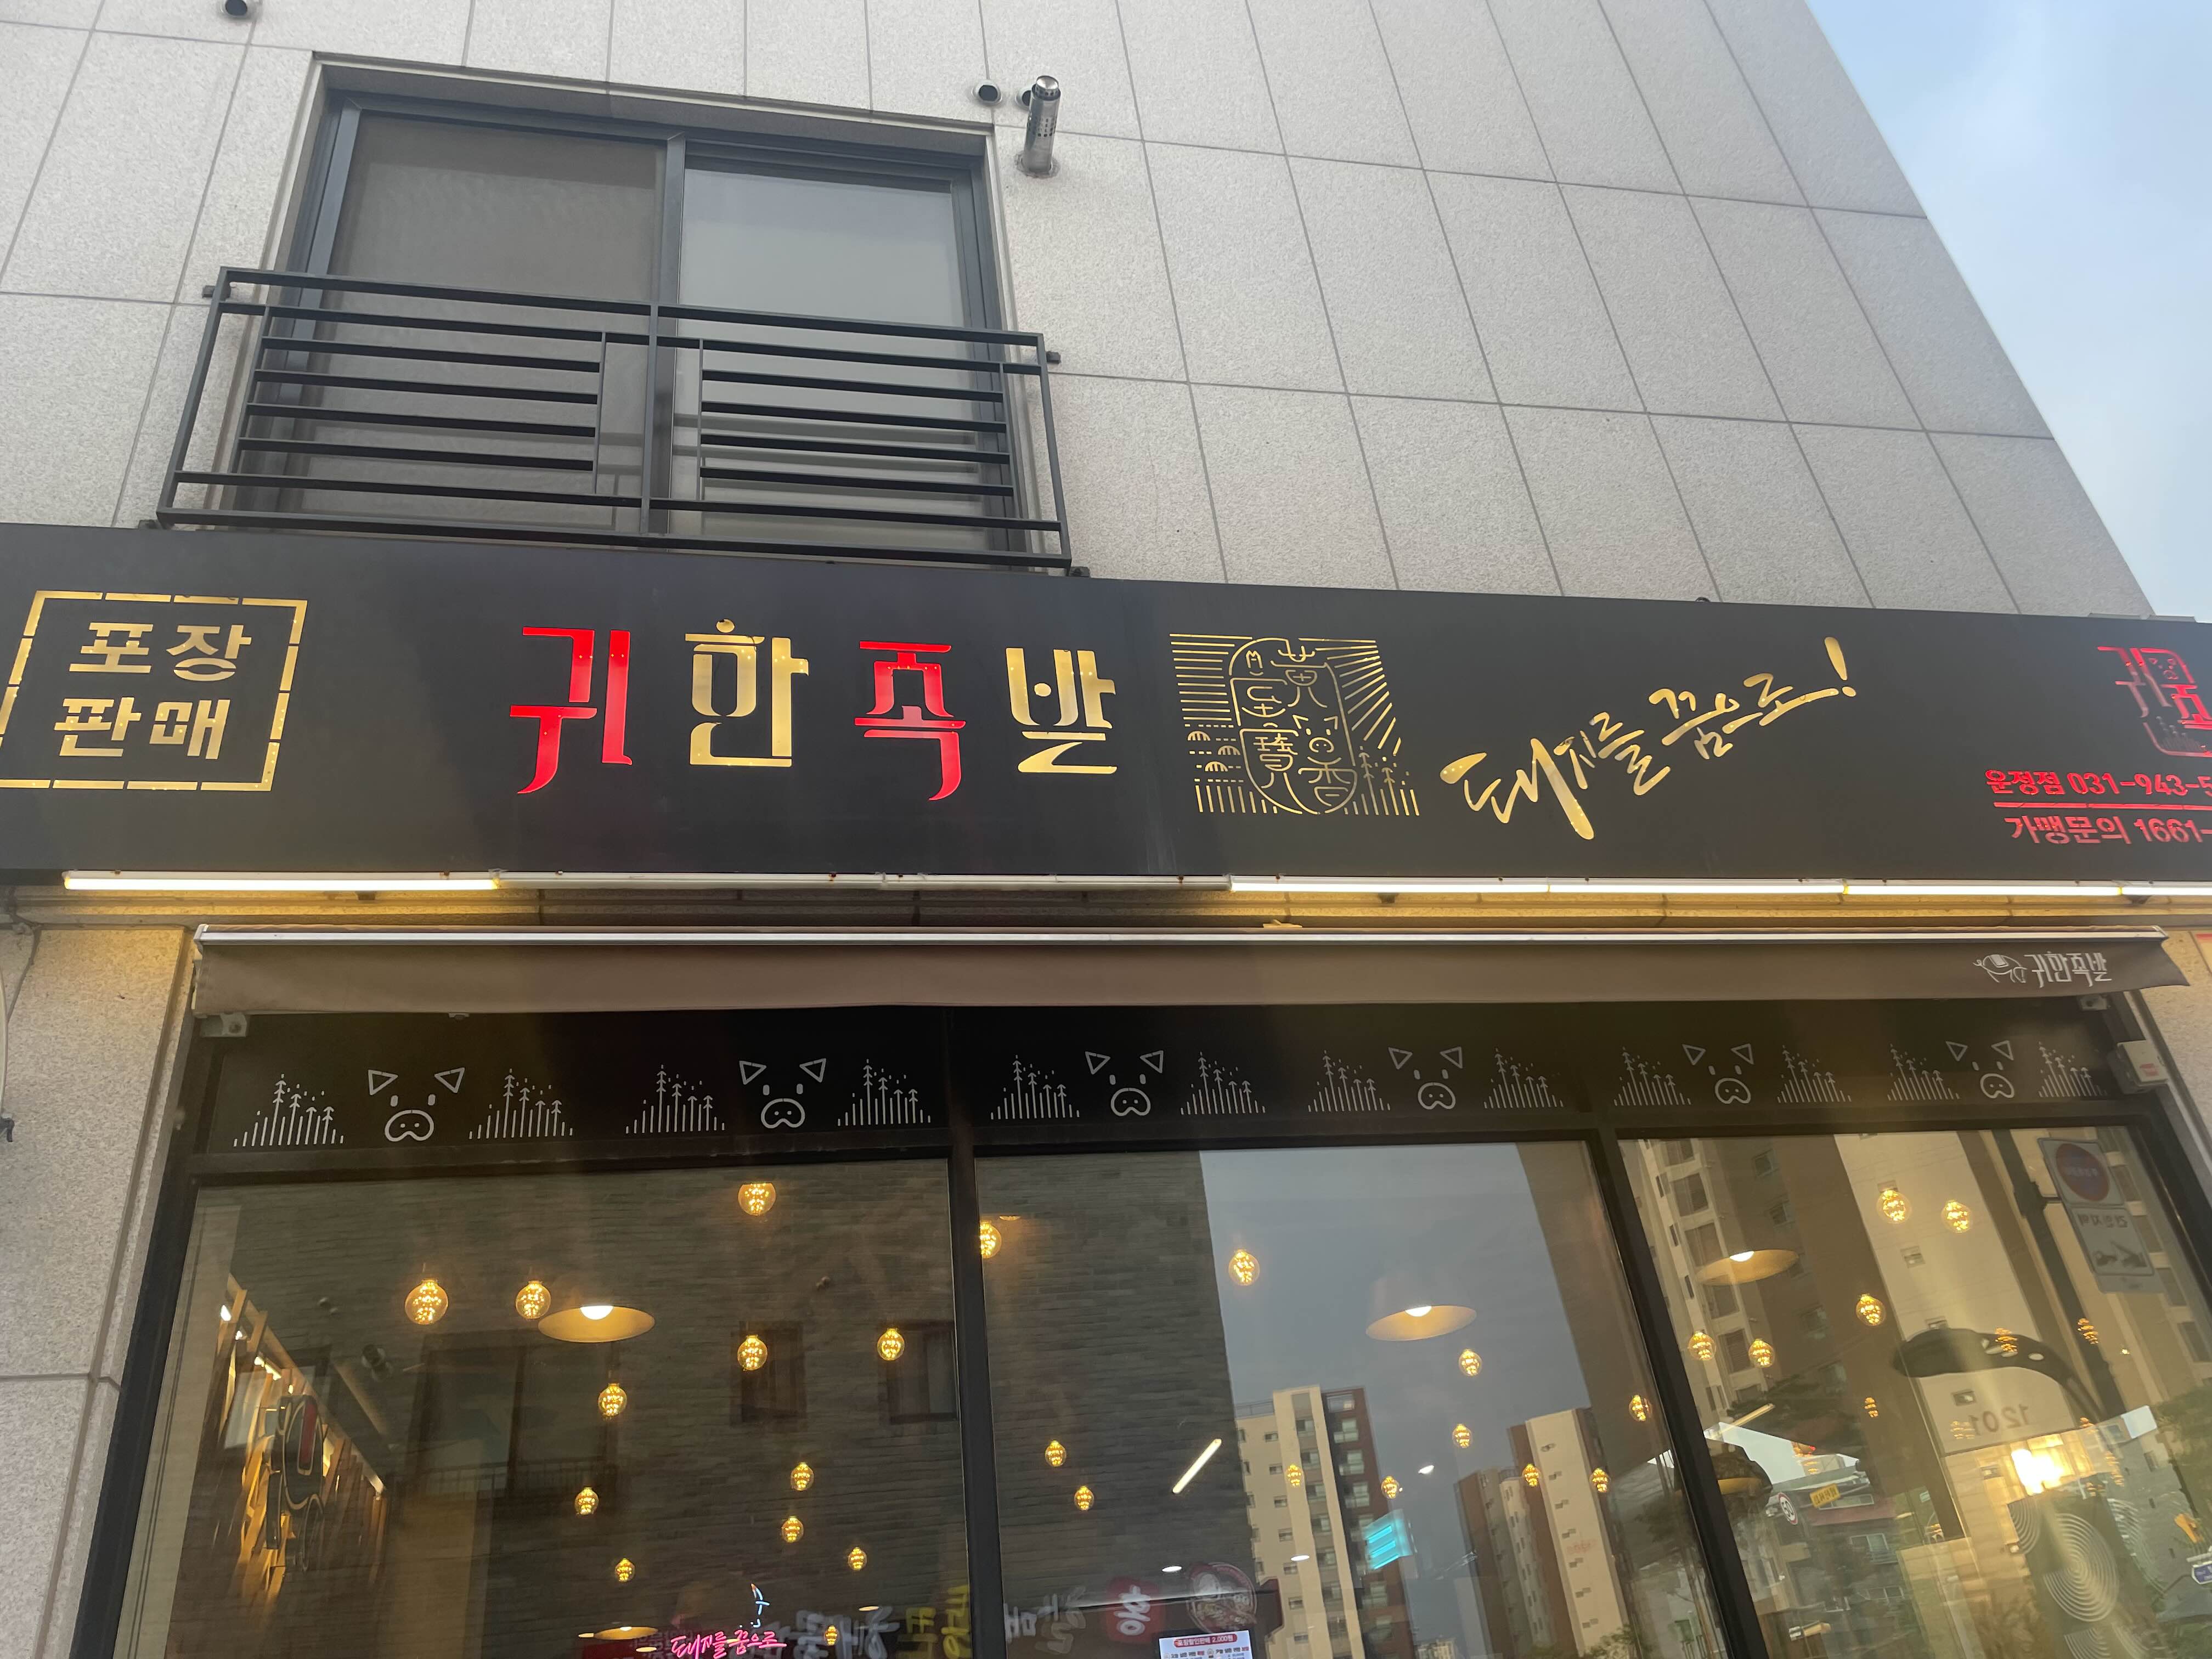 포장
판매
귀한족발
돼지를 꿈으로!
운정점 031-943-5
가맹문의 1661-
귀한족발
돼지를 꿈으로
1201